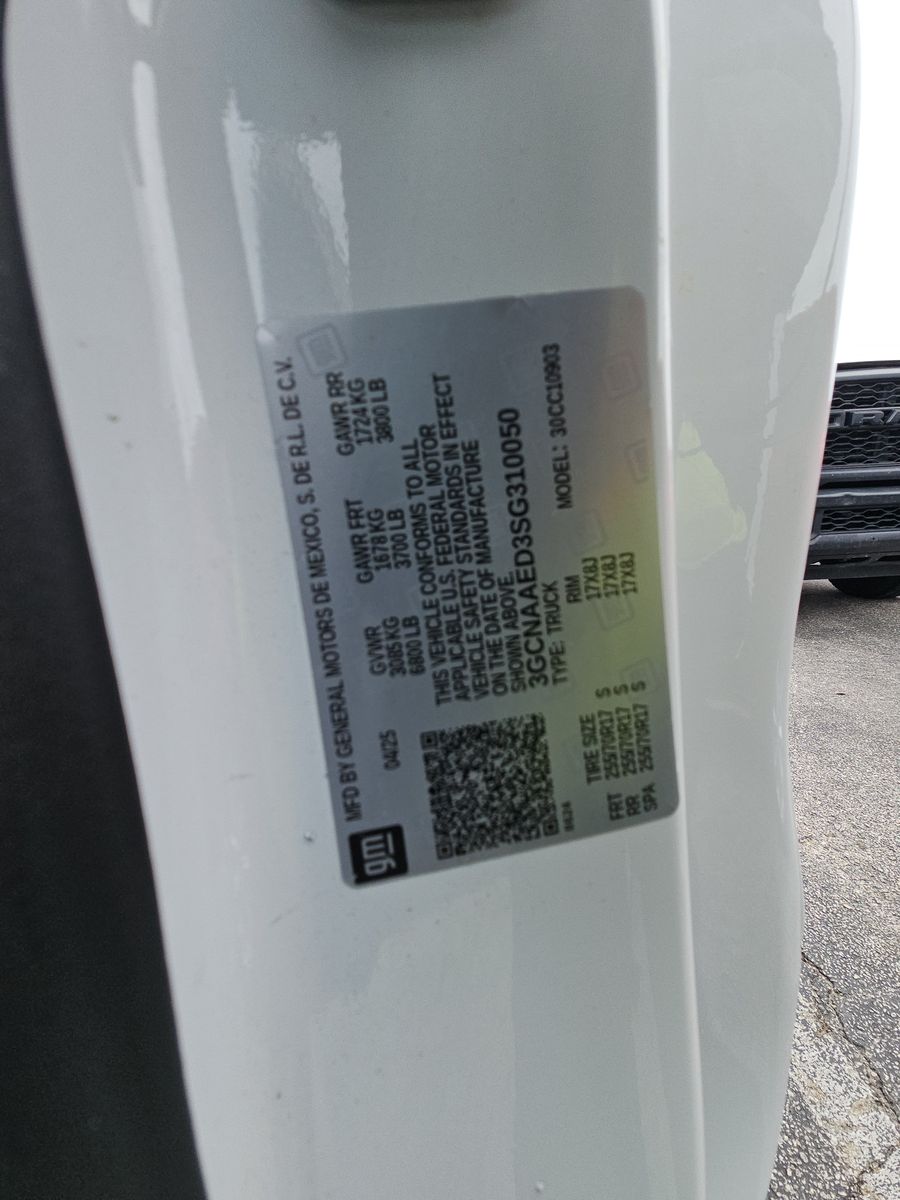 gm
MFD BY GENERAL MOTORS DE MEXICO, S. DE R.L. DE C.V.
04/25 GVWR GAWR FRT GAWR RR
3085 KG 1678 KG 1724 KG
6800 LB 3700 LB 3800 LB
THIS VEHICLE CONFORMS TO ALL
APPLICABLE U.S. FEDERAL MOTOR
VEHICLE SAFETY STANDARDS IN EFFECT
ON THE DATE OF MANUFACTURE
SHOWN ABOVE.
3GCNAAED3SG310050
TYPE: TRUCK MODEL: 30CC10903
TIRE SIZE RIM
FRT 255/70R17 S 17X8J
RR 255/70R17 S 17X8J
SPA 255/70R17 S 17X8J